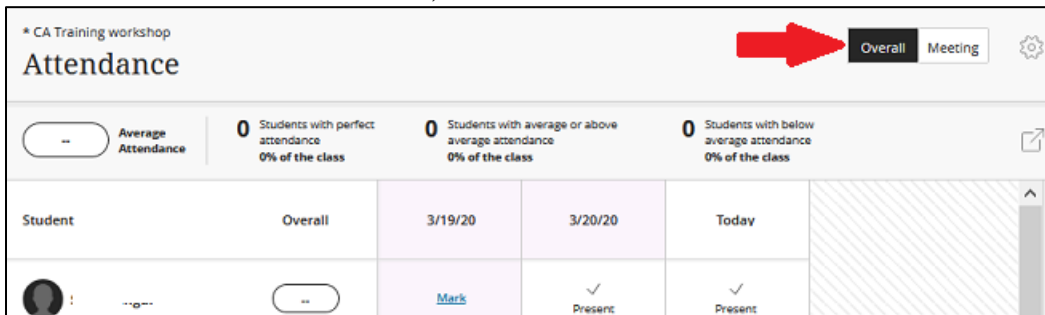 * CA Training workshop
Attendance
Overall Meeting
-- Average
Attendance
0 Students with perfect
attendance
0% of the class
0 Students with average or above
average attendance
0% of the class
0 Students with below
average attendance
0% of the class
Student Overall 3/19/20 3/20/20 Today
-- Mark Present Present